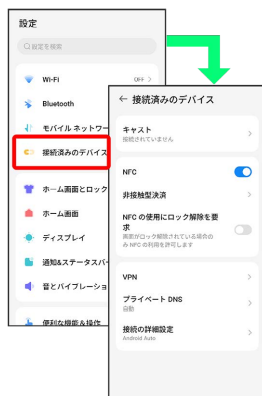 設定
設定を検索
Wi-Fi
OFF
Bluetooth
モバイル ネットワー
接続済みのデバイス
ホーム画面とロック
ホーム画面
ディスプレイ
通知&ステータスバ
音とバイブレーショ
便利な機能&操作
接続済みのデバイス
キャスト
接続されていません
NFC
非接触型決済
NFC の使用にロック解除を要
求
画面がロック解除されている場合の
み NFC の利用を許可します
VPN
プライベート DNS
自動
接続の詳細設定
Android Auto